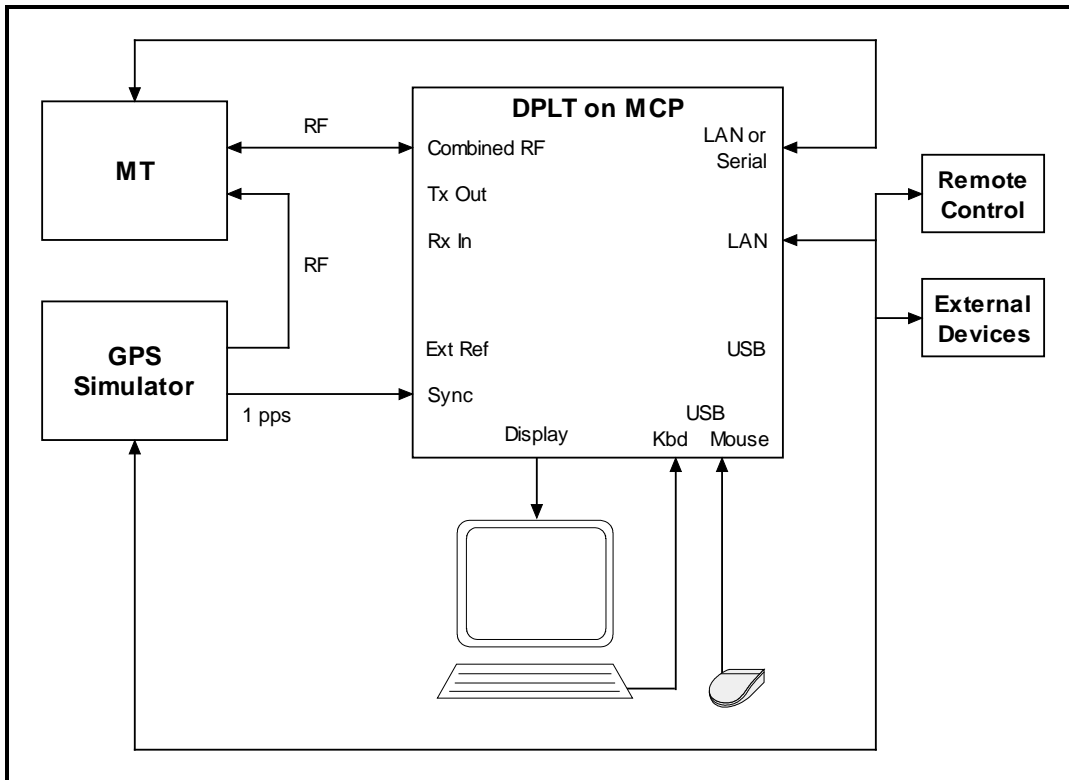 DPLT on MCP
MT
RF
Combined RF
LAN or
Serial
Tx Out
Rx In
LAN
Remote
Control
RF
External
Devices
GPS
Simulator
Ext Ref
USB
Sync
1 pps
Display
USB
Kbd Mouse